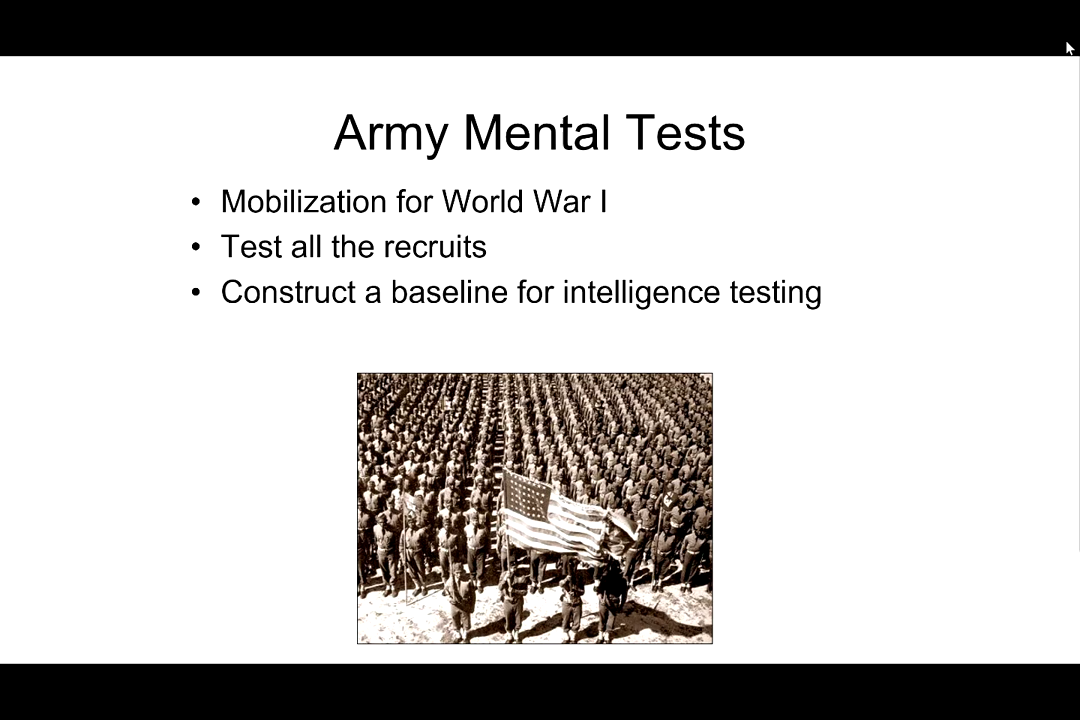 Army Mental Tests
• Mobilization for World War I
• Test all the recruits
• Construct a baseline for intelligence testing